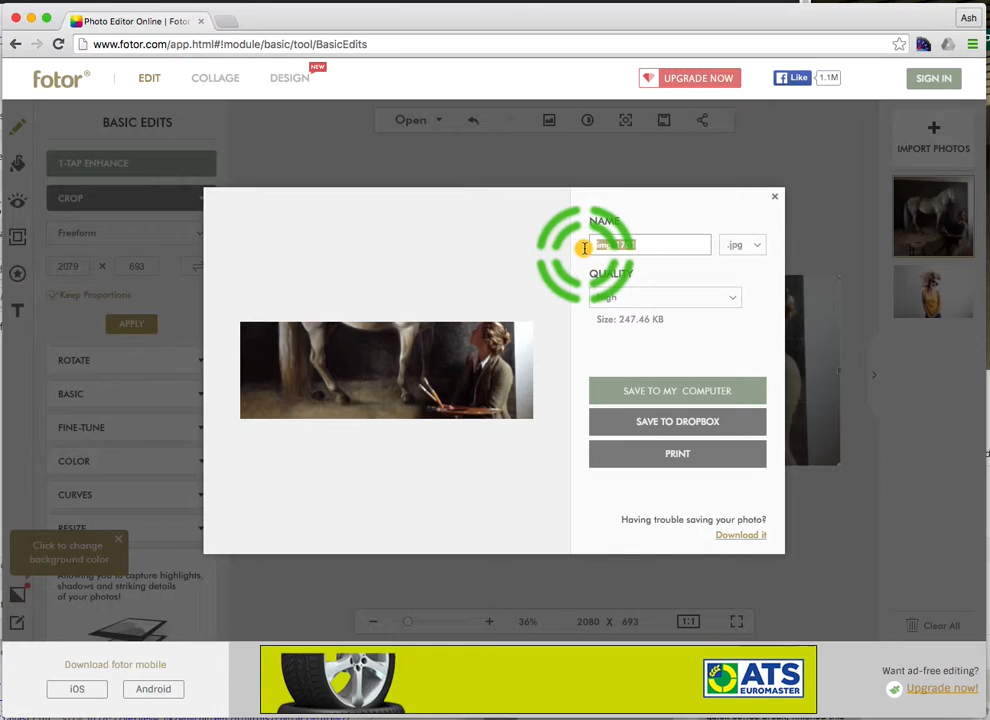 Photo Editor Online | Fotor
Ash
www.fotor.com/app.html#!module/basic/tool/BasicEdits
fotor®
EDIT
COLLAGE
DESIGN
NEW
UPGRADE NOW
Like
1.1M
SIGN IN
BASIC EDITS
Open
1-TAP ENHANCE
IMPORT PHOTOS
CROP
NAME
Freeform
.jpg
2079 × 693
QUALITY
Keep Proportions
High
Size: 247.46 KB
APPLY
ROTATE
BASIC
SAVE TO MY COMPUTER
SAVE TO DROPBOX
FINE-TUNE
PRINT
COLOR
CURVES
RESIZE
Having trouble saving your photo?
Download it
Click to change
background color
Allowing you to capture highlights,
shadows and striking details
of your photos!
36%
2080 X 693
1:1
Clear All
Download fotor mobile
iOS
Android
ATS
EUROMASTER
Want ad-free editing?
Upgrade now!